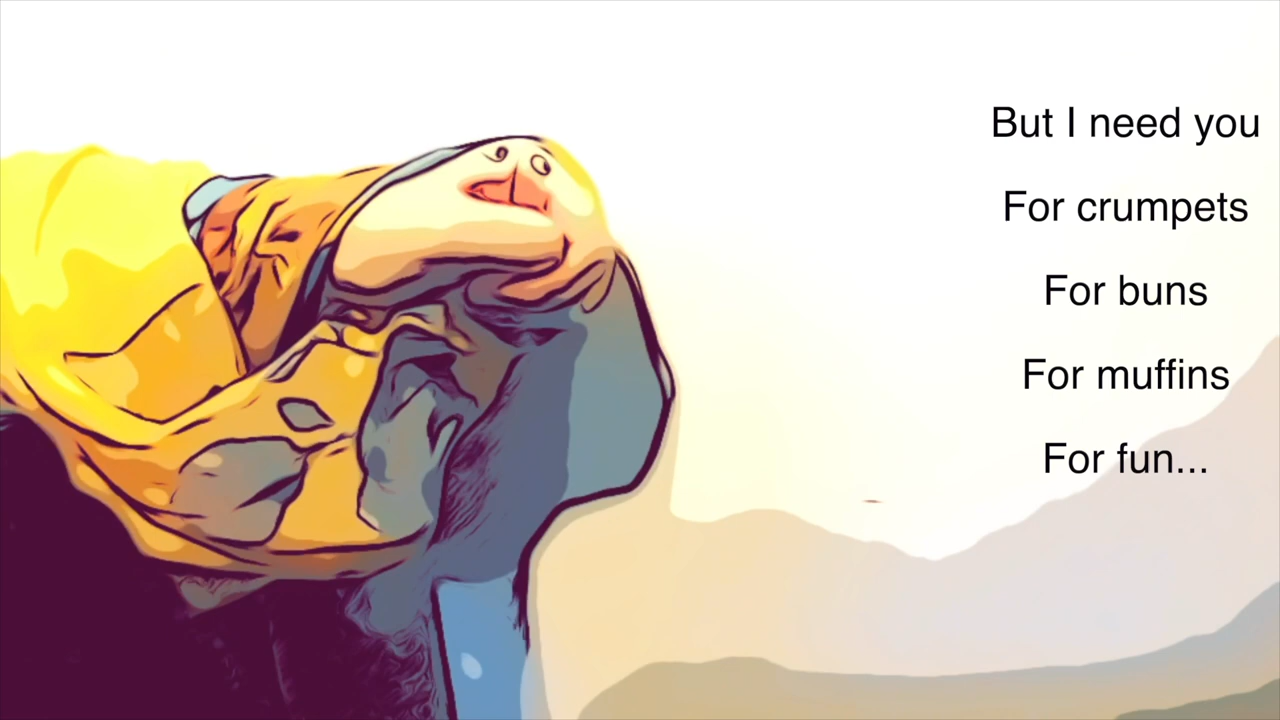 But I need you
For crumpets
For buns
For muffins
For fun...